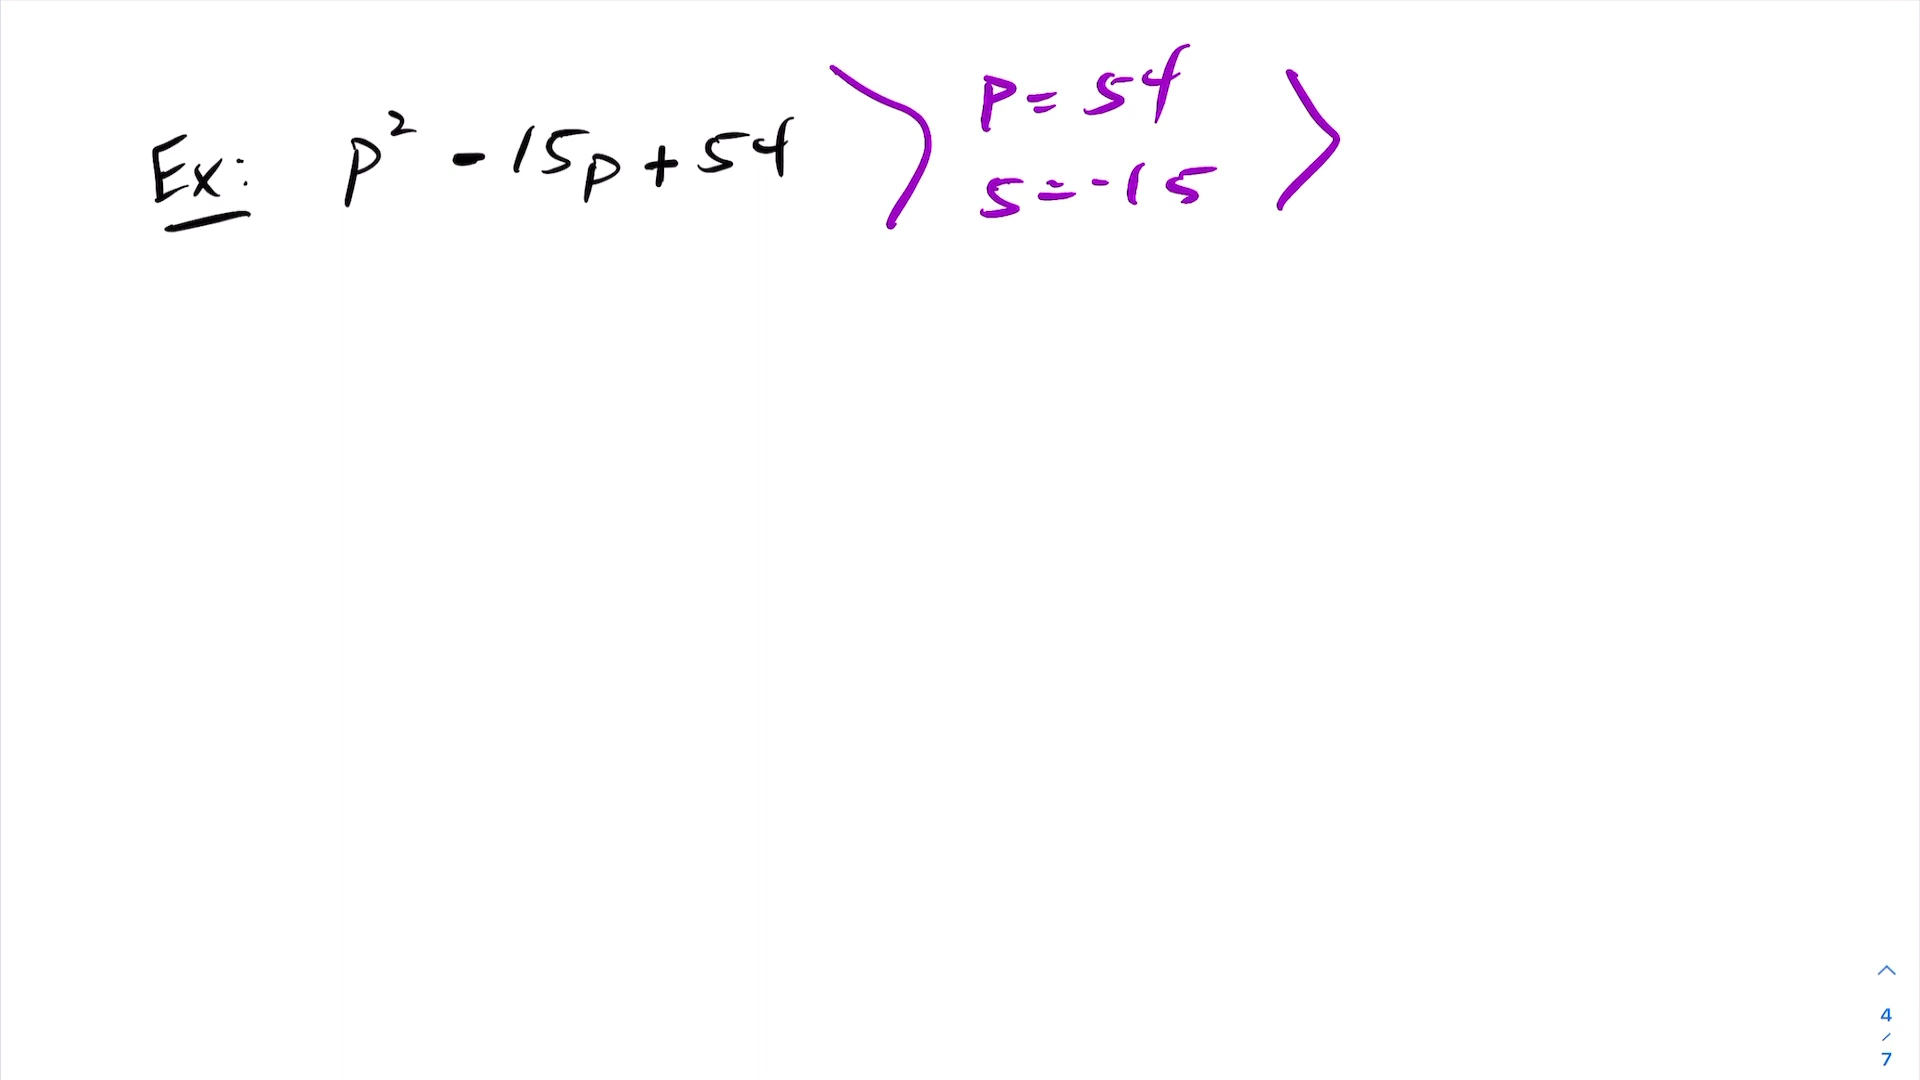 Ex: p² - 15p + 54
P = 54
S = -15
4
/
7